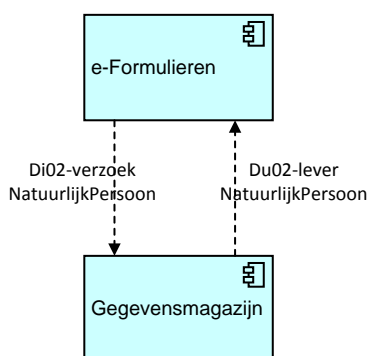 e-Formulieren
Di02-verzoek
NatuurlijkPersoon
Du02-lever
NatuurlijkPersoon
Gegevensmagazijn